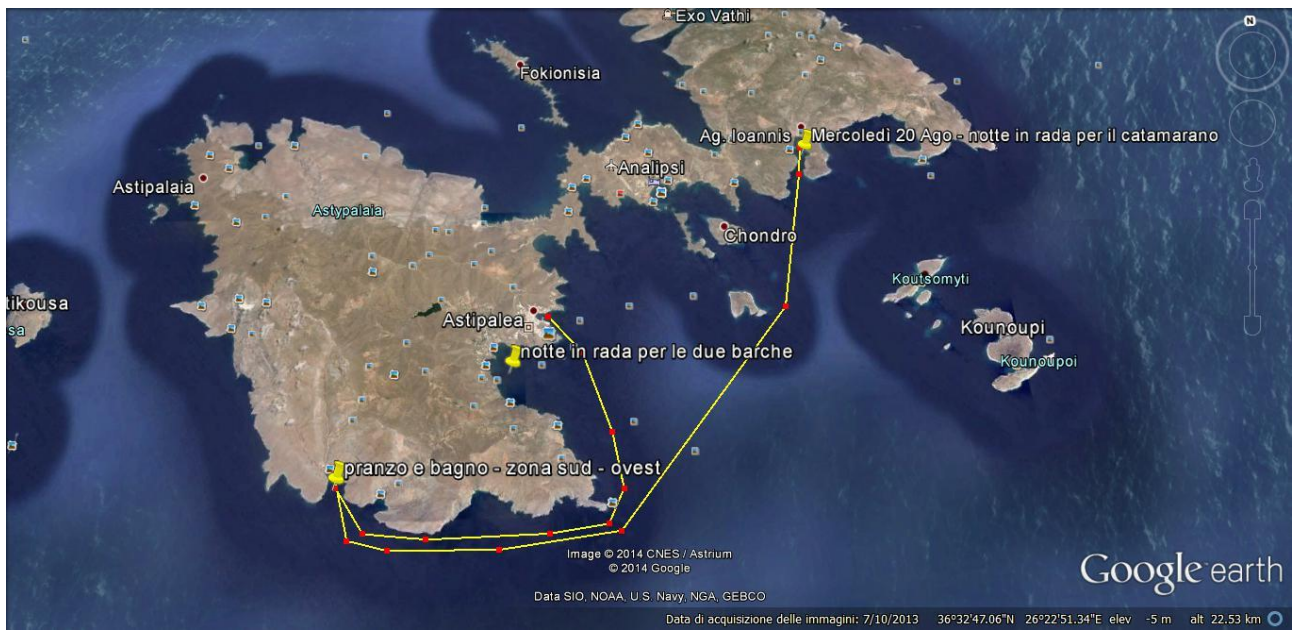 Exo Vathi
N
Fokionisia
Ag. Ioannis
Mercoledì 20 Ago - notte in rada per il catamarano
Analipsi
Astipalaia
Astypalaia
Chondro
Koutsomyti
tikousa
sa
Astipalea
Kounoupi
notte in rada per le due barche
Kounoupoi
pranzo e bagno - zona sud - ovest
Image © 2014 CNES / Astrium
© 2014 Google
Google earth
Data SIO, NOAA, U.S. Navy, NGA, GEBCO
Data di acquisizione delle immagini: 7/10/2013 36°32'47.06"N 26°22'51.34"E elev -5 m alt 22.53 km